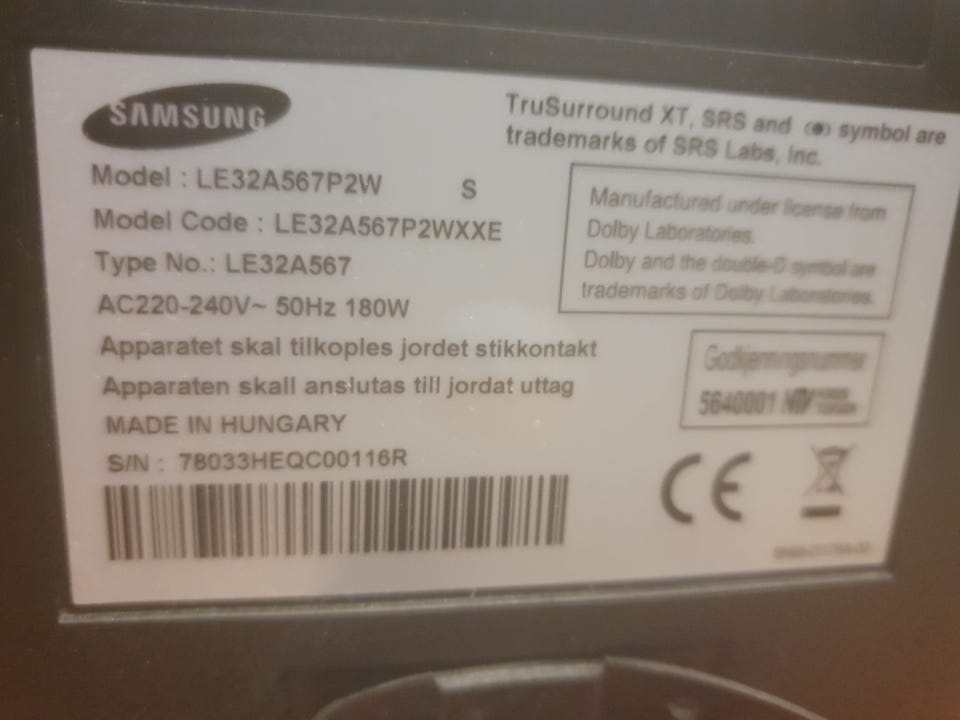 SAMSUNG
Model : LE32A567P2W S
Model Code : LE32A567P2WXXE
Type No.: LE32A567
AC220-240V~ 50Hz 180W
Apparatet skal tilkoples jordet stikkontakt
Apparaten skall anslutas till jordat uttag
MADE IN HUNGARY
S/N : 78033HEQC00116R
TruSurround XT, SRS and (●) symbol are
trademarks of SRS Labs, Inc.
Manufactured under license from
Dolby Laboratories.
Dolby and the double-D symbol are
trademarks of Dolby Laboratories.
Godkjenningsnummer
5640001
CE